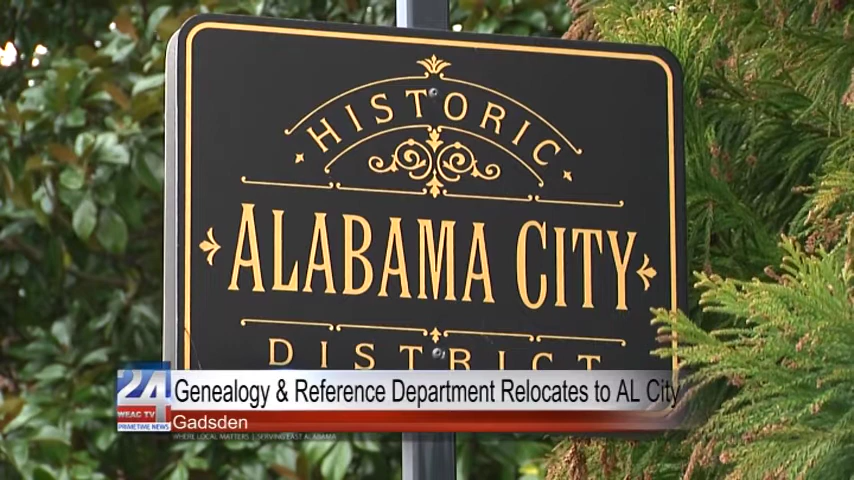 HISTORIC
ALABAMA CITY
DISTRICT
24
WEAC TV
PRIMETIME NEWS
Genealogy & Reference Department Relocates to AL City
Gadsden
WHERE LOCAL MATTERS | SERVING EAST ALABAMA